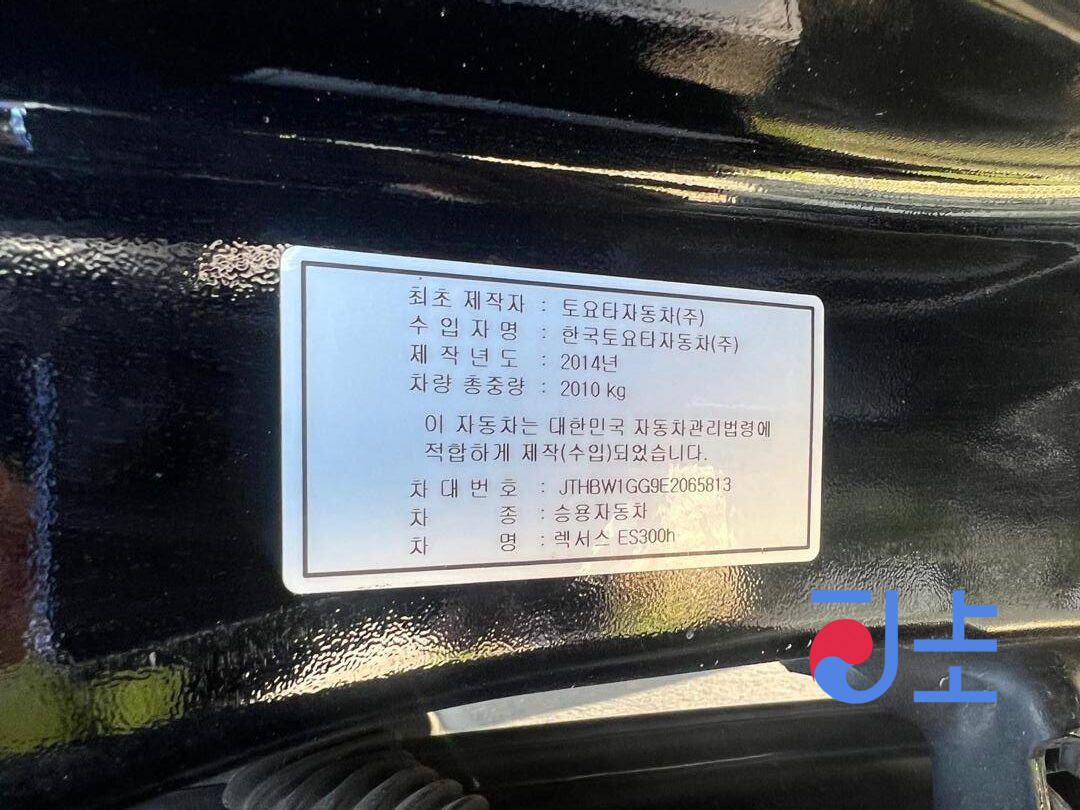 최초 제작자 : 토요타자동차(주)
수 입 자 명 : 한국토요타자동차(주)
제 작 년 도 : 2014년
차량 총중량 : 2010 kg
이 자동차는 대한민국 자동차관리법령에
적합하게 제작(수입)되었습니다.
차 대 번 호 : JTHBW1GG9E2065813
차 종 : 승용자동차
차 명 : 렉서스 ES300h